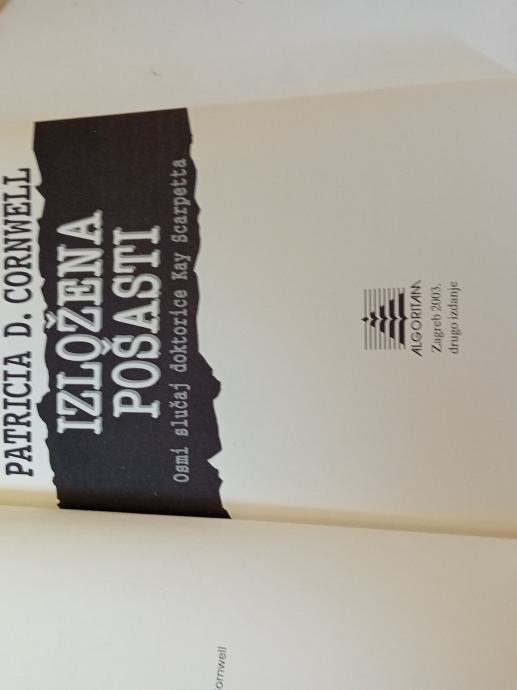 PATRICIA D. CORNWELL
IZLOŽENA
POŠASTI
Osmi slučaj doktorice Kay Scarpetta
ALGORITAM
Zagreb 2003.
drugo izdanje